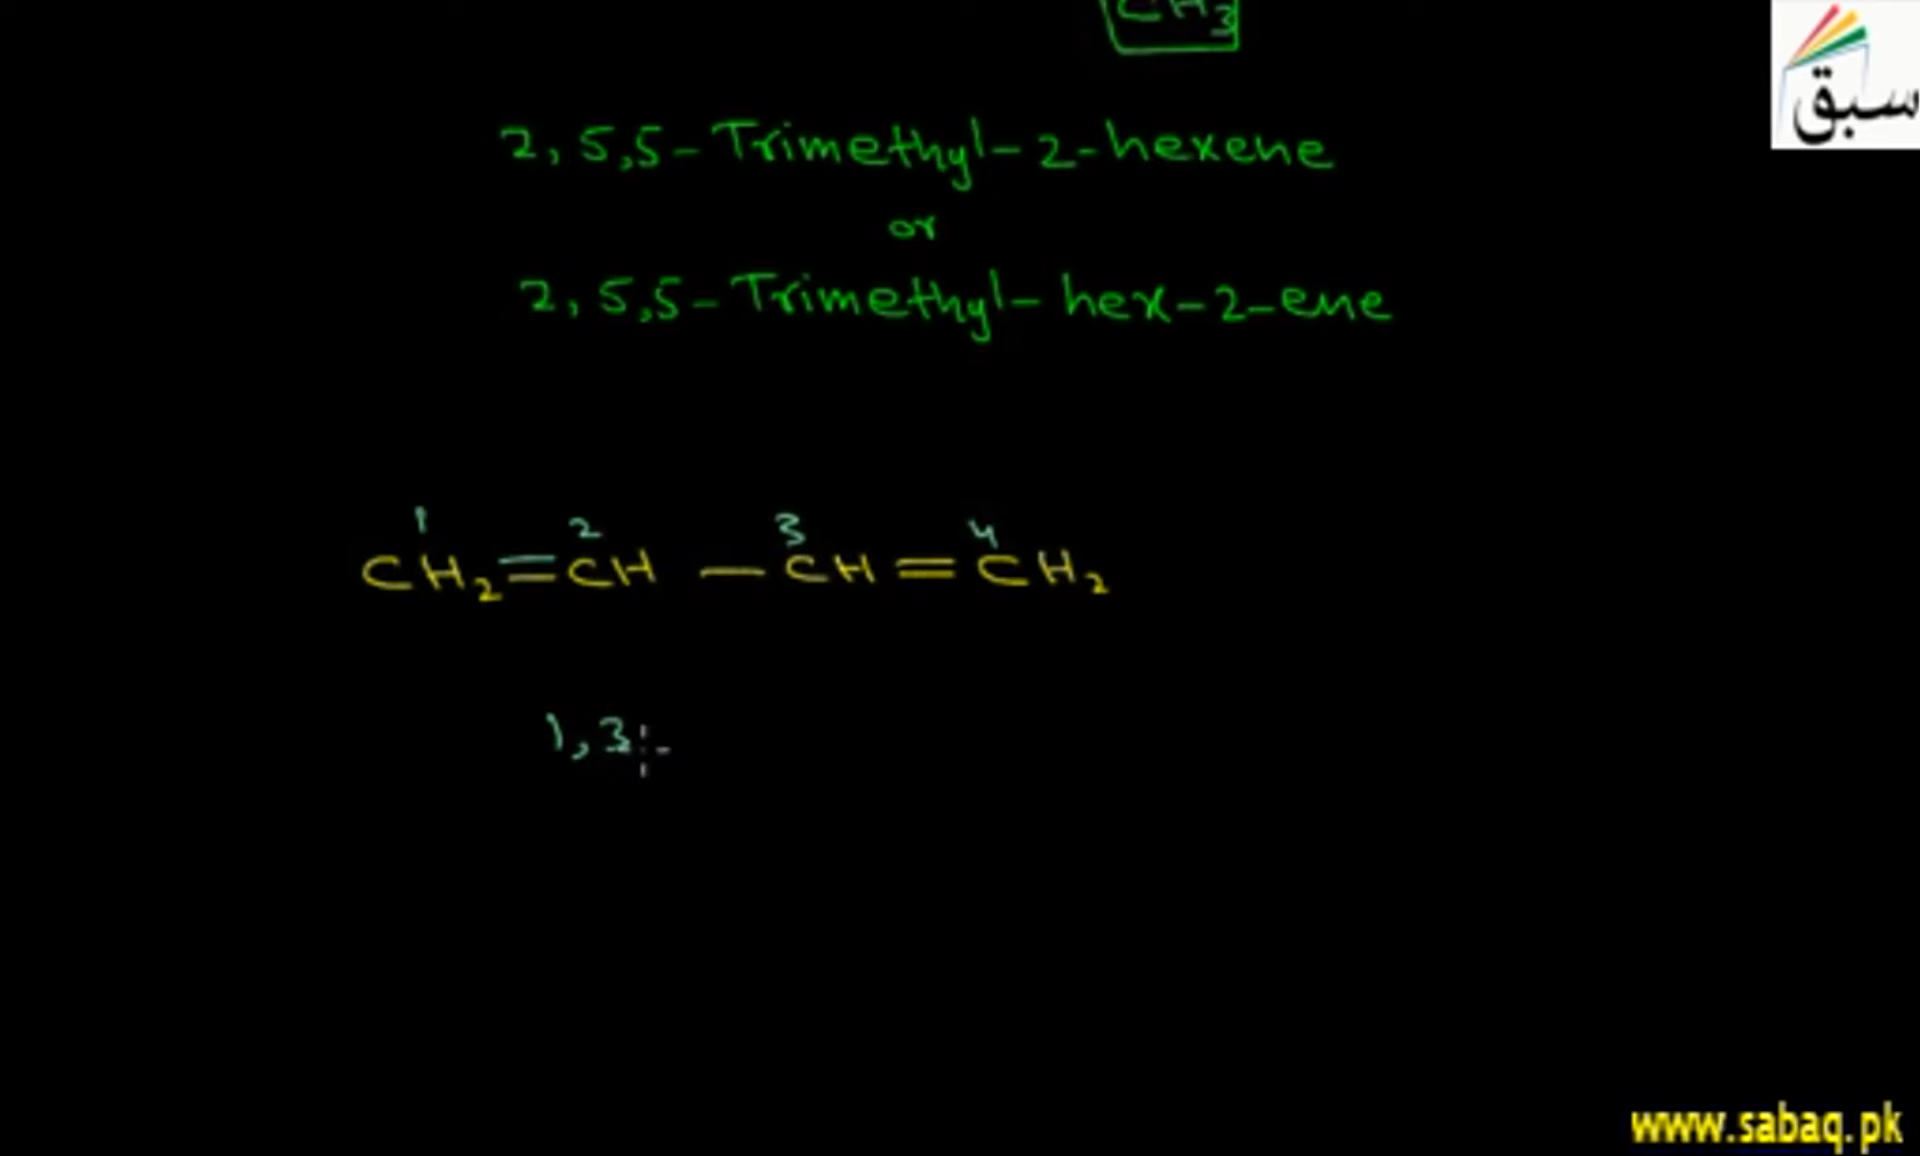 CH3
سبق
2,5,5-Trimethyl-2-hexene
or
2,5,5-Trimethyl-hex-2-ene
1 2 3 4
CH2=CH—CH=CH2
1,3-
www.sabaq.pk